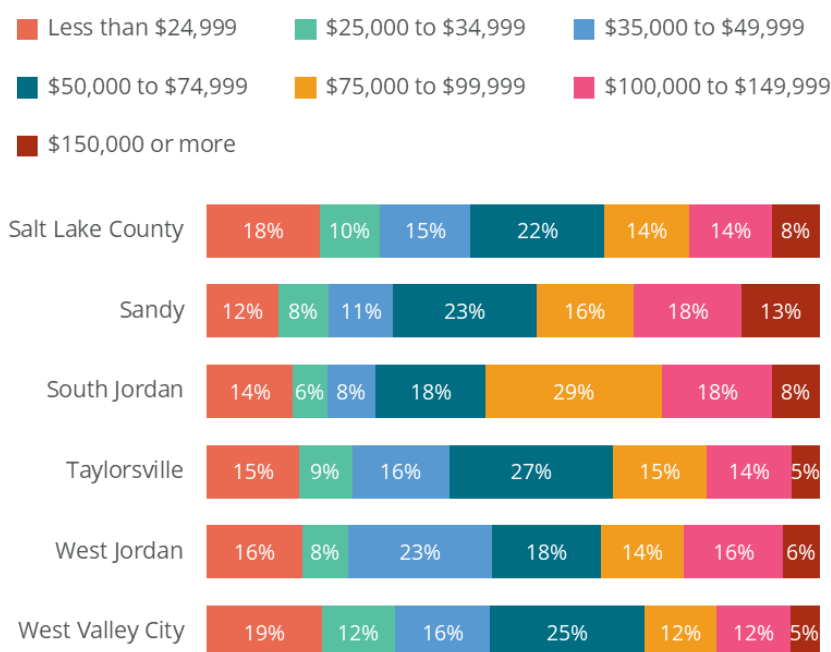 Less than $24,999 $25,000 to $34,999 $35,000 to $49,999
$50,000 to $74,999 $75,000 to $99,999 $100,000 to $149,999
$150,000 or more
Salt Lake County 18% 10% 15% 22% 14% 14% 8%
Sandy 12% 8% 11% 23% 16% 18% 13%
South Jordan 14% 6% 8% 18% 29% 18% 8%
Taylorsville 15% 9% 16% 27% 15% 14% 5%
West Jordan 16% 8% 23% 18% 14% 16% 6%
West Valley City 19% 12% 16% 25% 12% 12% 5%